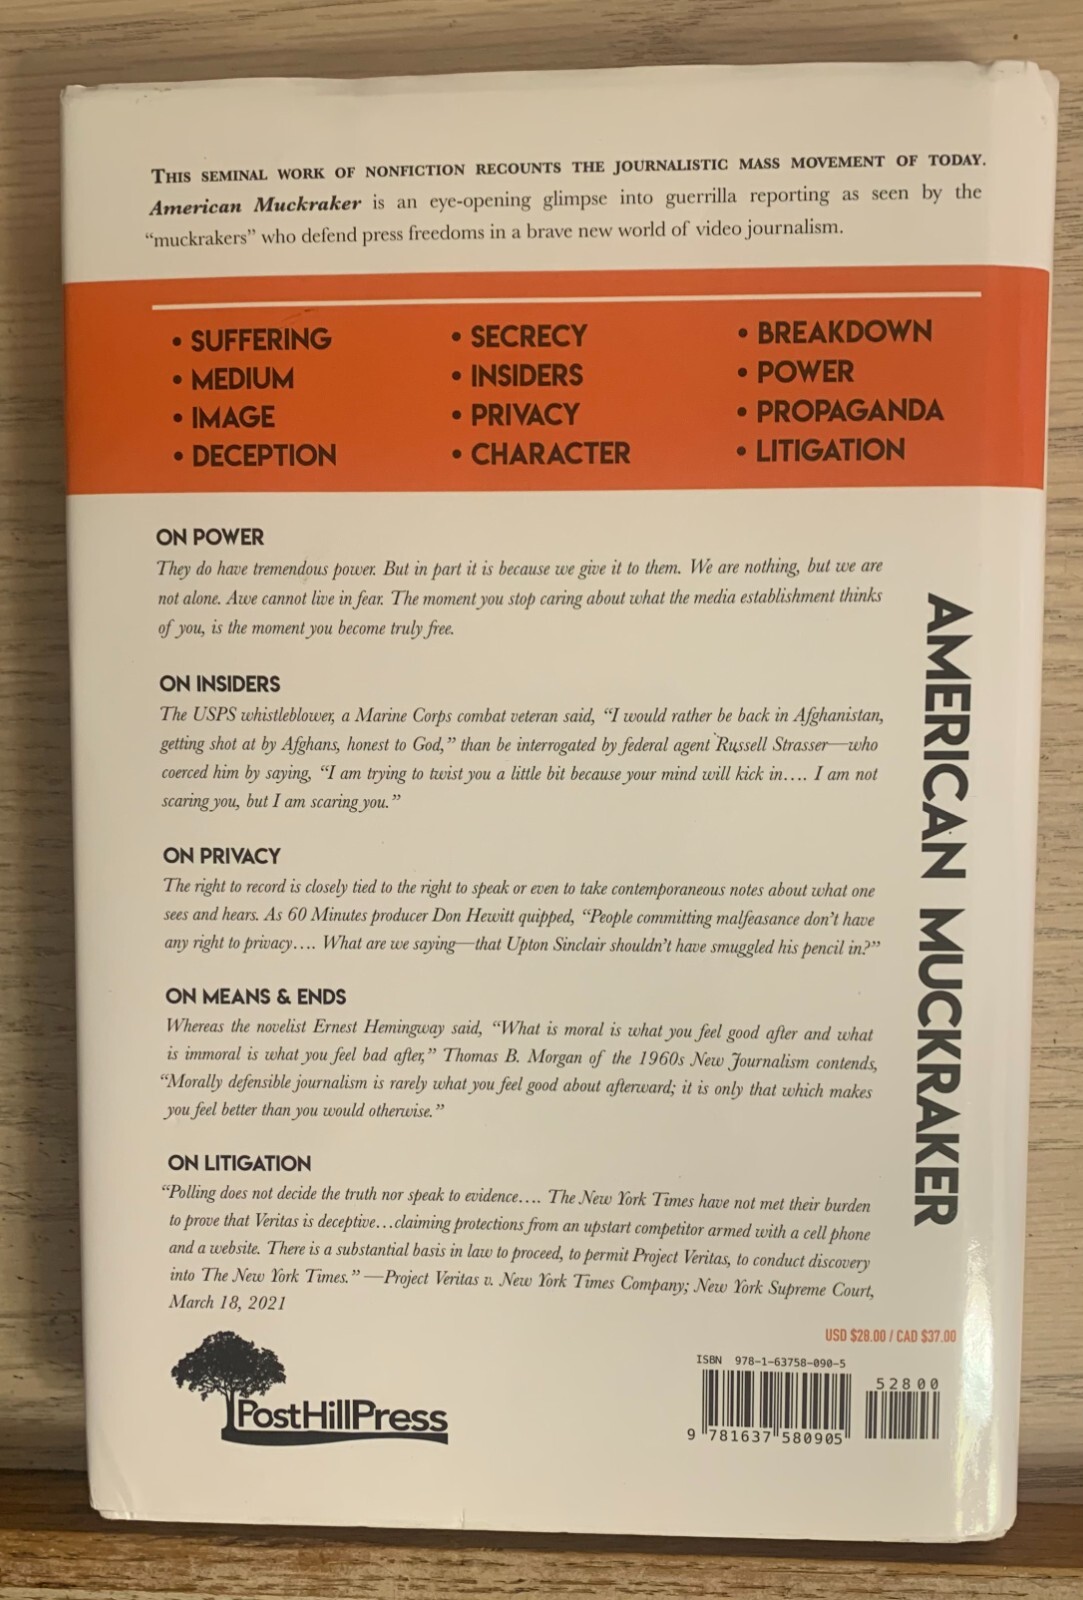 THIS SEMINAL WORK OF NONFICTION RECOUNTS THE JOURNALISTIC MASS MOVEMENT OF TODAY.
American Muckraker is an eye-opening glimpse into guerrilla reporting as seen by the
“muckrakers” who defend press freedoms in a brave new world of video journalism.
• SUFFERING
• MEDIUM
• IMAGE
• DECEPTION
• SECRECY
• INSIDERS
• PRIVACY
• CHARACTER
• BREAKDOWN
• POWER
• PROPAGANDA
• LITIGATION
ON POWER
They do have tremendous power. But in part it is because we give it to them. We are nothing, but we are
not alone. Awe cannot live in fear. The moment you stop caring about what the media establishment thinks
of you, is the moment you become truly free.
ON INSIDERS
The USPS whistleblower, a Marine Corps combat veteran said, “I would rather be back in Afghanistan,
getting shot at by Afghans, honest to God,” than be interrogated by federal agent Russell Strasser—who
coerced him by saying, “I am trying to twist you a little bit because your mind will kick in.… I am not
scaring you, but I am scaring you.”
ON PRIVACY
The right to record is closely tied to the right to speak or even to take contemporaneous notes about what one
sees and hears. As 60 Minutes producer Don Hewitt quipped, “People committing malfeasance don’t have
any right to privacy.… What are we saying—that Upton Sinclair shouldn’t have smuggled his pencil in?”
ON MEANS & ENDS
Whereas the novelist Ernest Hemingway said, “What is moral is what you feel good after and what
is immoral is what you feel bad after,” Thomas B. Morgan of the 1960s New Journalism contends,
“Morally defensible journalism is rarely what you feel good about afterward; it is only that which makes
you feel better than you would otherwise.”
ON LITIGATION
“Polling does not decide the truth nor speak to evidence.… The New York Times have not met their burden
to prove that Veritas is deceptive…claiming protections from an upstart competitor armed with a cell phone
and a website. There is a substantial basis in law to proceed, to permit Project Veritas, to conduct discovery
into The New York Times.” —Project Veritas v. New York Times Company; New York Supreme Court,
March 18, 2021
AMERICAN MUCKRAKER
USD $28.00 / CAD $37.00
ISBN 978-1-63758-090-5
52800
9 781637 580905
PostHillPress